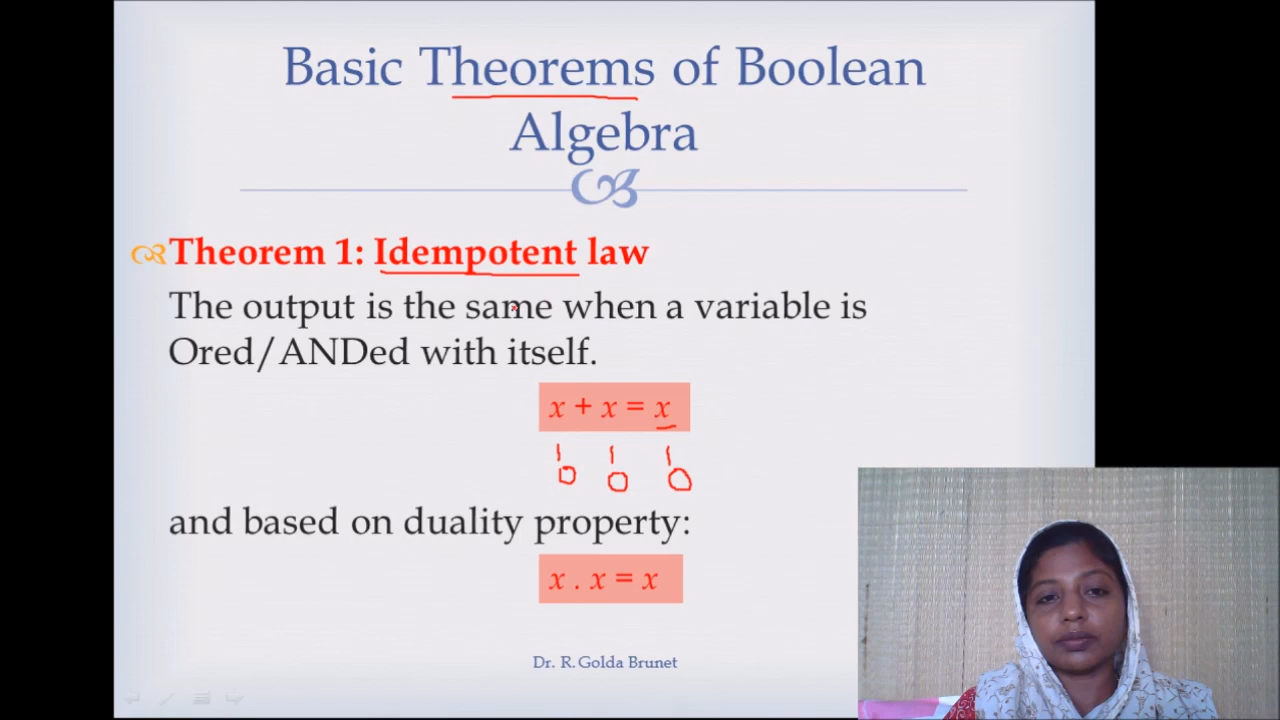 Basic Theorems of Boolean
Algebra
Theorem 1: Idempotent law
The output is the same when a variable is
Ored/ANDed with itself.
x + x = x
1 1 1
0 0 0
and based on duality property:
x . x = x
Dr. R. Golda Brunet